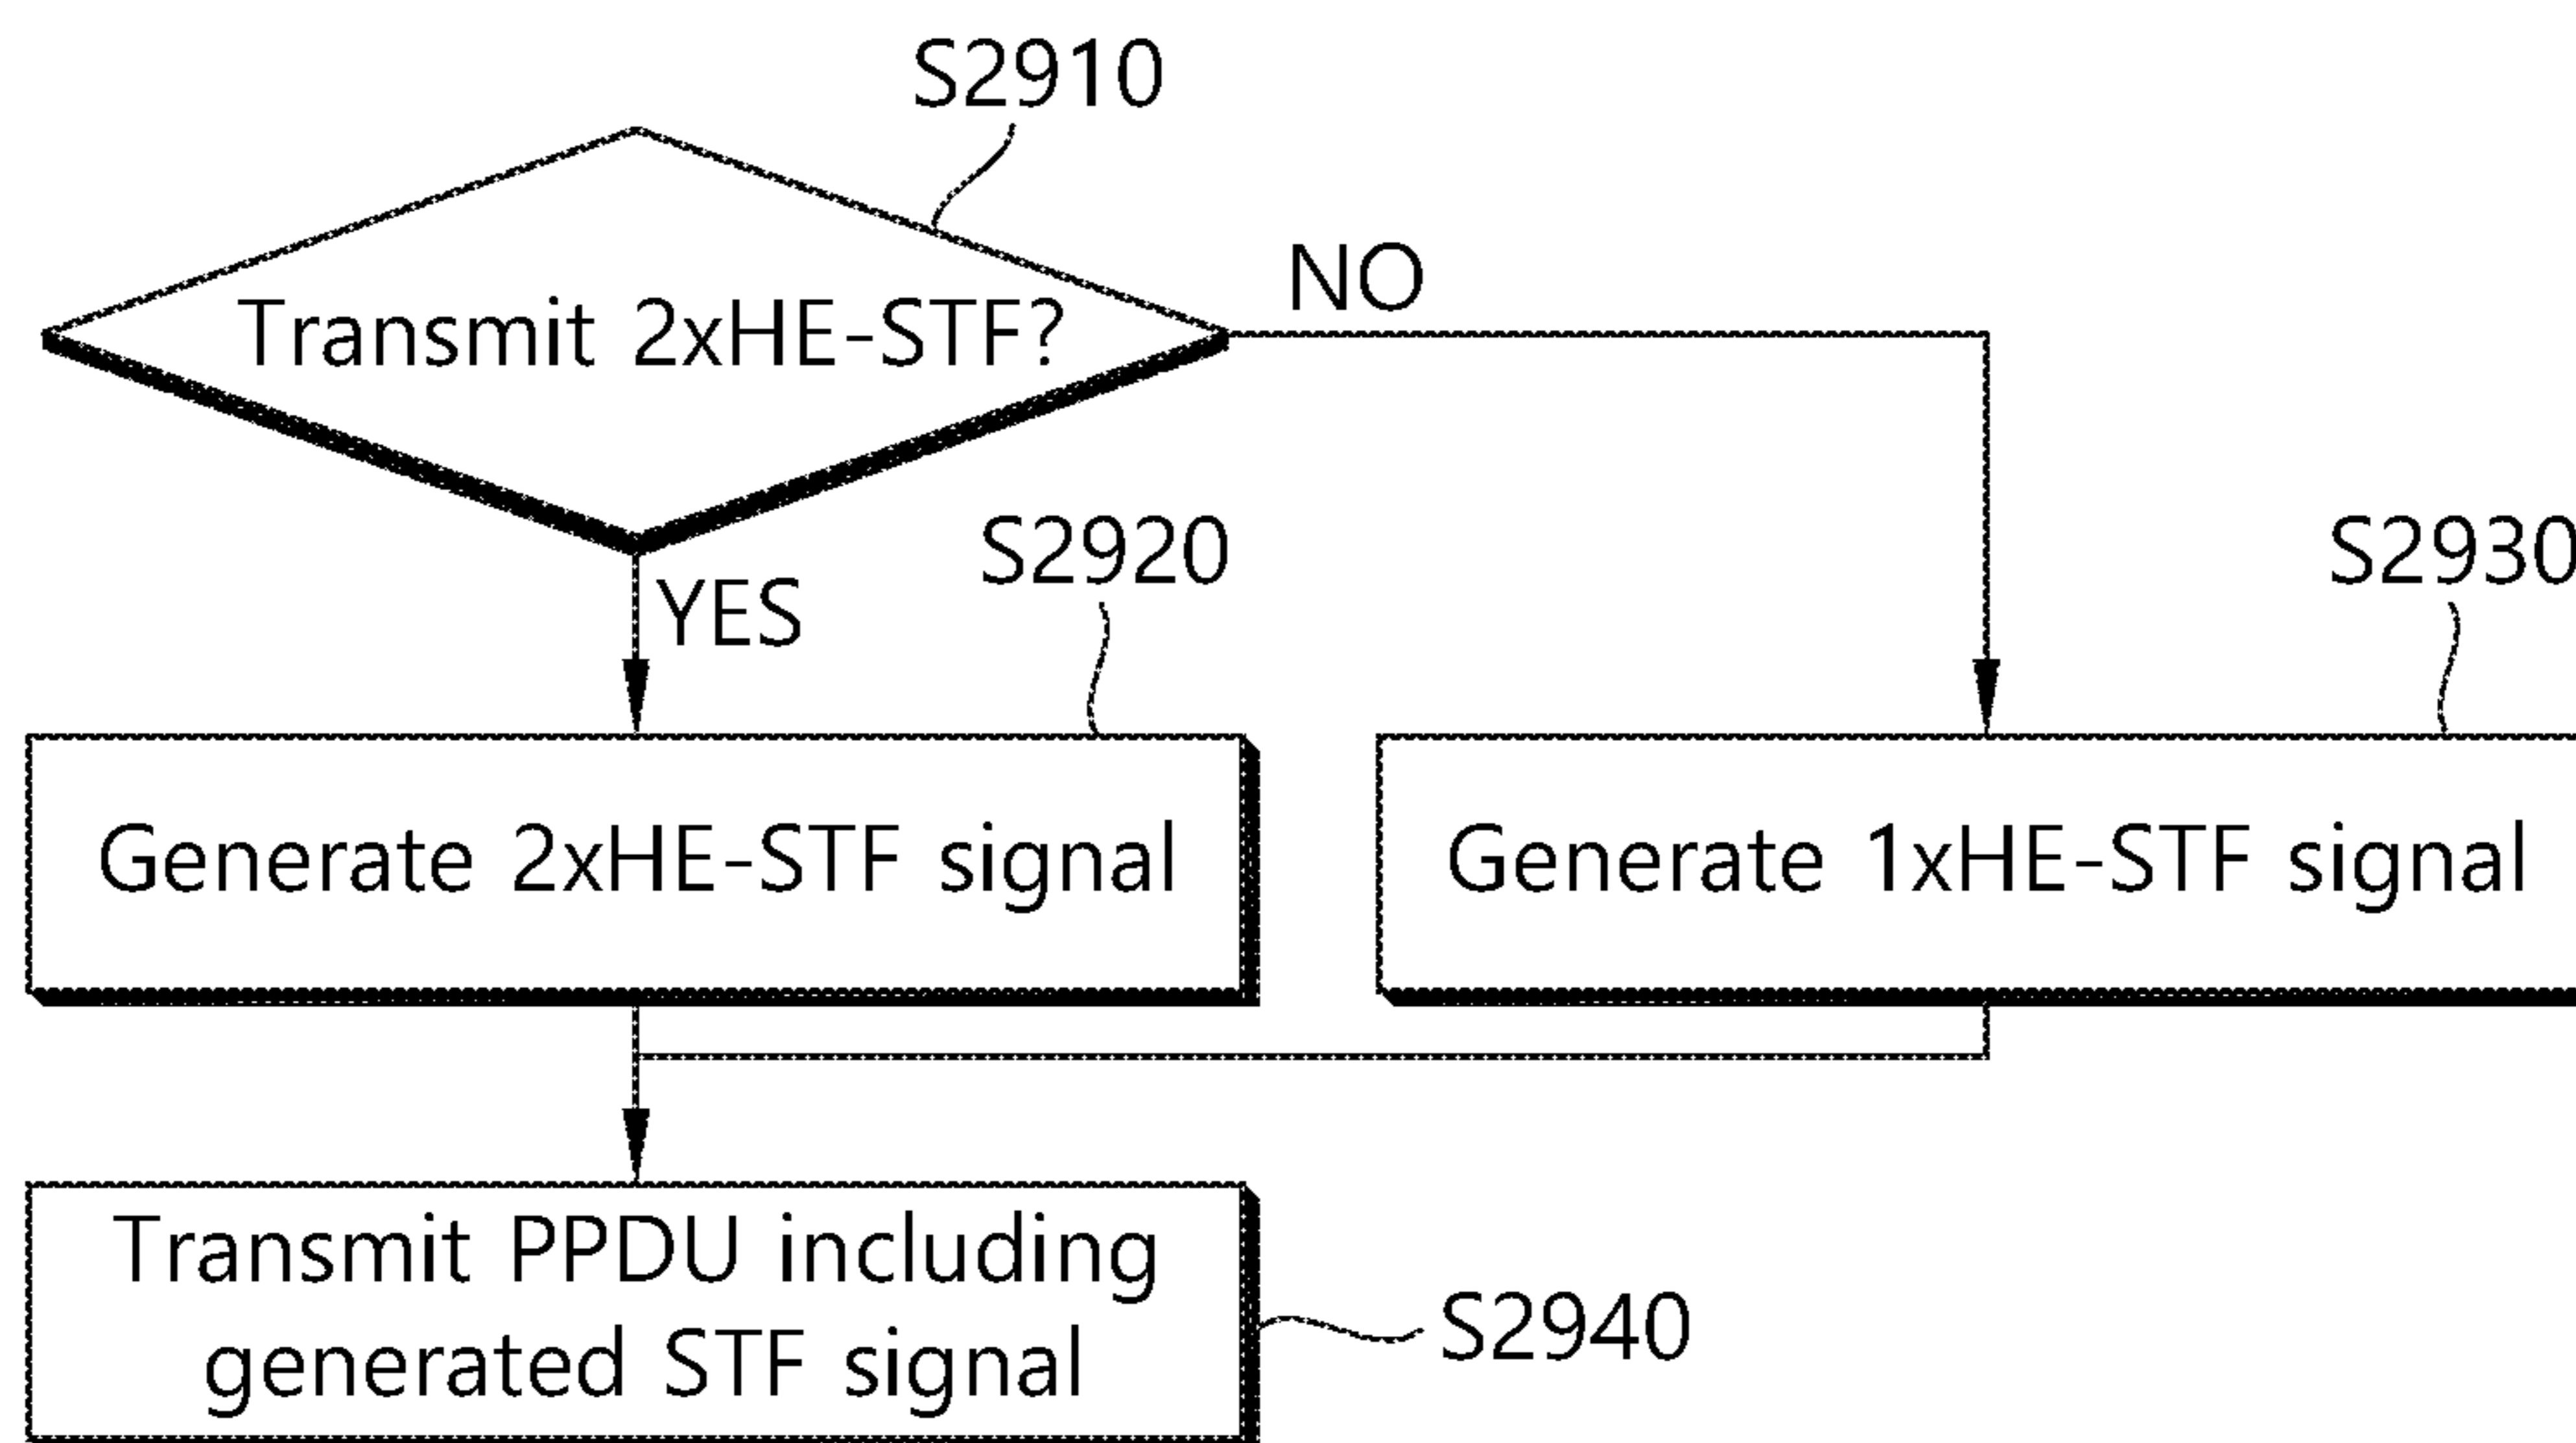 S2910
Transmit 2xHE-STF?
NO
YES
S2920
S2930
Generate 2xHE-STF signal
Generate 1xHE-STF signal
Transmit PPDU including
generated STF signal
S2940